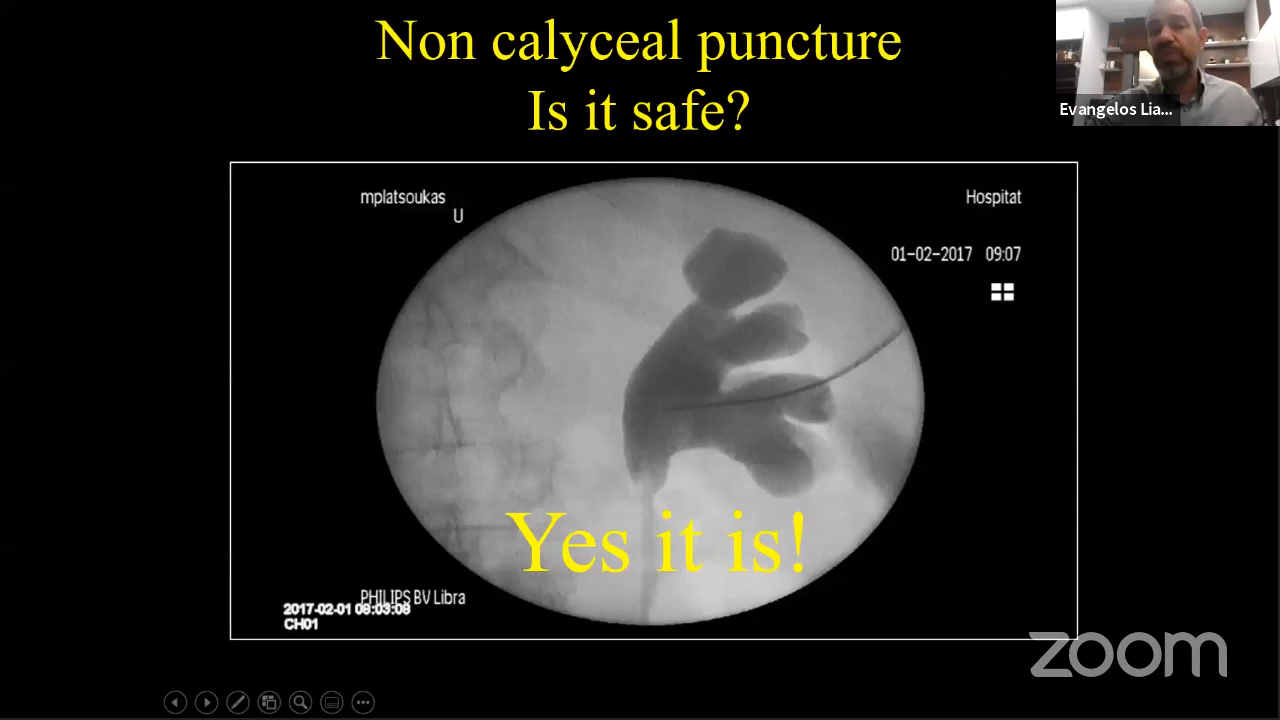 Non calyceal puncture
Is it safe?
Evangelos Lia...
mplatsoukas
U
Hospitat
01-02-2017 09:07
Yes it is!
PHILIPS BV Libra
2017-02-01 08:03:08
CH01
zoom